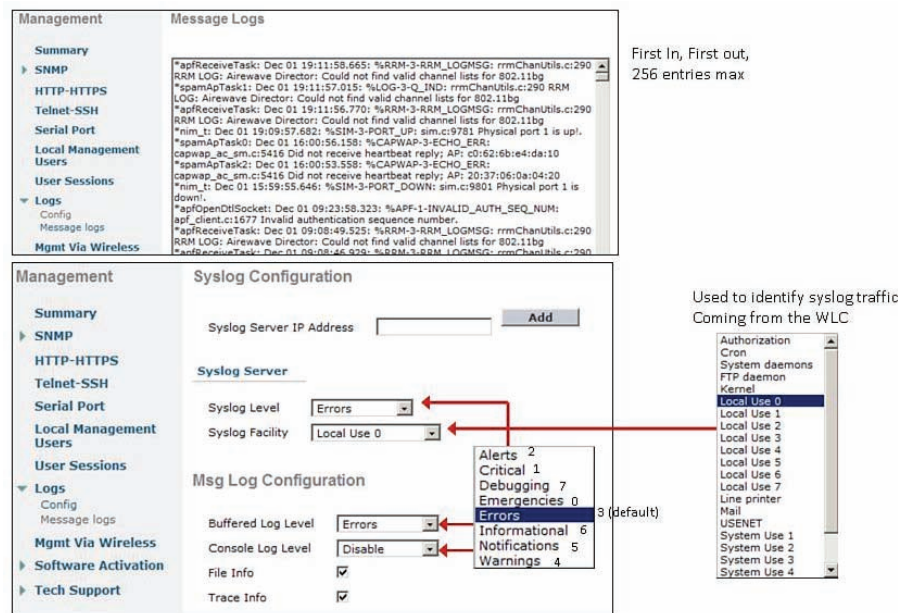 Management
Message Logs
Summary
SNMP
HTTP-HTTPS
Telnet-SSH
Serial Port
Local Management
Users
User Sessions
Logs
Config
Message logs
Mgmt Via Wireless
*apfReceiveTask: Dec 01 19:11:58.665: %RRM-3-RRM_LOGMSG: rrmChanUtils.c:290
RRM LOG: Airewave Director: Could not find valid channel lists for 802.11bg
*spamApTask1: Dec 01 19:11:57.015: %LOG-3-Q_IND: rrmChanUtils.c:290 RRM
LOG: Airewave Director: Could not find valid channel lists for 802.11bg
*apfReceiveTask: Dec 01 19:11:56.770: %RRM-3-RRM_LOGMSG: rrmChanUtils.c:290
RRM LOG: Airewave Director: Could not find valid channel lists for 802.11bg
*nim_t: Dec 01 19:09:57.682: %SIM-3-PORT_UP: sim.c:9781 Physical port 1 is up!.
*spamApTask0: Dec 01 16:00:56.158: %CAPWAP-3-ECHO_ERR:
capwap_ac_sm.c:5416 Did not receive heartbeat reply; AP: c0:62:6b:e4:da:10
*spamApTask2: Dec 01 16:00:53.558: %CAPWAP-3-ECHO_ERR:
capwap_ac_sm.c:5416 Did not receive heartbeat reply; AP: 20:37:06:0a:04:20
*nim_t: Dec 01 15:59:55.646: %SIM-3-PORT_DOWN: sim.c:9801 Physical port 1 is
down!.
*apfOpenDtlSocket: Dec 01 09:23:58.323: %APF-1-INVALID_AUTH_SEQ_NUM:
apf_client.c:1677 Invalid authentication sequence number.
*apfReceiveTask: Dec 01 09:08:49.525: %RRM-3-RRM_LOGMSG: rrmChanUtils.c:290
RRM LOG: Airewave Director: Could not find valid channel lists for 802.11bg
*apfReceiveTask: Dec 01 09:08:46.929: %RRM-3-RRM_LOGMSG: rrmChanUtils.c:290
First In, First out,
256 entries max
Management
Syslog Configuration
Summary
SNMP
HTTP-HTTPS
Telnet-SSH
Serial Port
Local Management
Users
User Sessions
Logs
Config
Message logs
Mgmt Via Wireless
Software Activation
Tech Support
Syslog Server IP Address
Add
Syslog Server
Syslog Level Errors
Syslog Facility Local Use 0
Msg Log Configuration
Buffered Log Level Errors
Console Log Level Disable
File Info
Trace Info
Alerts 2
Critical 1
Debugging 7
Emergencies 0
Errors 3 (default)
Informational 6
Notifications 5
Warnings 4
Used to identify syslog traffic
Coming from the WLC
Authorization
Cron
System daemons
FTP daemon
Kernel
Local Use 0
Local Use 1
Local Use 2
Local Use 3
Local Use 4
Local Use 5
Local Use 6
Local Use 7
Line printer
Mail
USENET
System Use 1
System Use 2
System Use 3
System Use 4